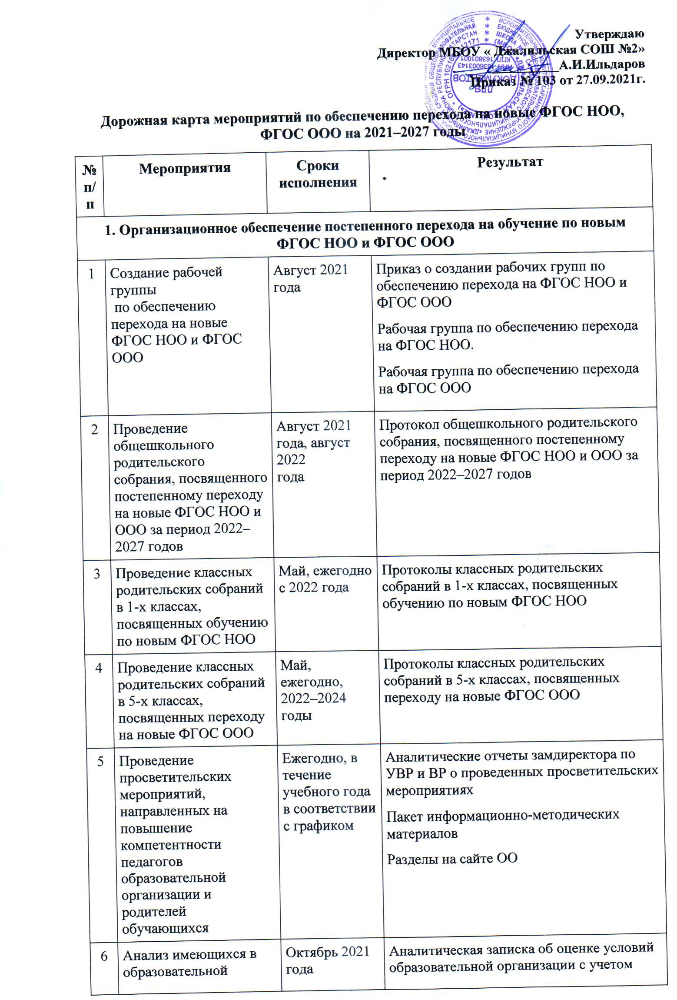 Утверждаю
Директор МБОУ « Джалильская СОШ №2»
А.И.Ильдаров
Приказ № 103 от 27.09.2021г.
ДЛЯ
ДОКУМЕНТОВ
ИНН 1636003143
КПП 163601001
Дорожная карта мероприятий по обеспечению перехода на новые ФГОС НОО,
ФГОС ООО на 2021–2027 годы
№
п/
п
Мероприятия
Сроки
исполнения
Результат
1. Организационное обеспечение постепенного перехода на обучение по новым
ФГОС НОО и ФГОС ООО
1
Создание рабочей
группы
по обеспечению
перехода на новые
ФГОС НОО и ФГОС
ООО
Август 2021
года
Приказ о создании рабочих групп по
обеспечению перехода на ФГОС НОО и
ФГОС ООО
Рабочая группа по обеспечению перехода
на ФГОС НОО.
Рабочая группа по обеспечению перехода
на ФГОС ООО
2
Проведение
общешкольного
родительского
собрания, посвященного
постепенному переходу
на новые ФГОС НОО и
ООО за период 2022–
2027 годов
Август 2021
года, август
2022
года
Протокол общешкольного родительского
собрания, посвященного постепенному
переходу на новые ФГОС НОО и ООО за
период 2022–2027 годов
3
Проведение классных
родительских собраний
в 1-х классах,
посвященных обучению
по новым ФГОС НОО
Май, ежегодно
с 2022 года
Протоколы классных родительских
собраний в 1-х классах, посвященных
обучению по новым ФГОС НОО
4
Проведение классных
родительских собраний
в 5-х классах,
посвященных переходу
на новые ФГОС ООО
Май,
ежегодно,
2022–2024
годы
Протоколы классных родительских
собраний в 5-х классах, посвященных
переходу на новые ФГОС ООО
5
Проведение
просветительских
мероприятий,
направленных на
повышение
компетентности
педагогов
образовательной
организации и
родителей
обучающихся
Ежегодно, в
течение
учебного года
в соответствии
с графиком
Аналитические отчеты замдиректора по
УВР и ВР о проведенных просветительских
мероприятиях
Пакет информационно-методических
материалов
Разделы на сайте ОО
6
Анализ имеющихся в
образовательной
Октябрь 2021
года
Аналитическая записка об оценке условий
образовательной организации с учетом